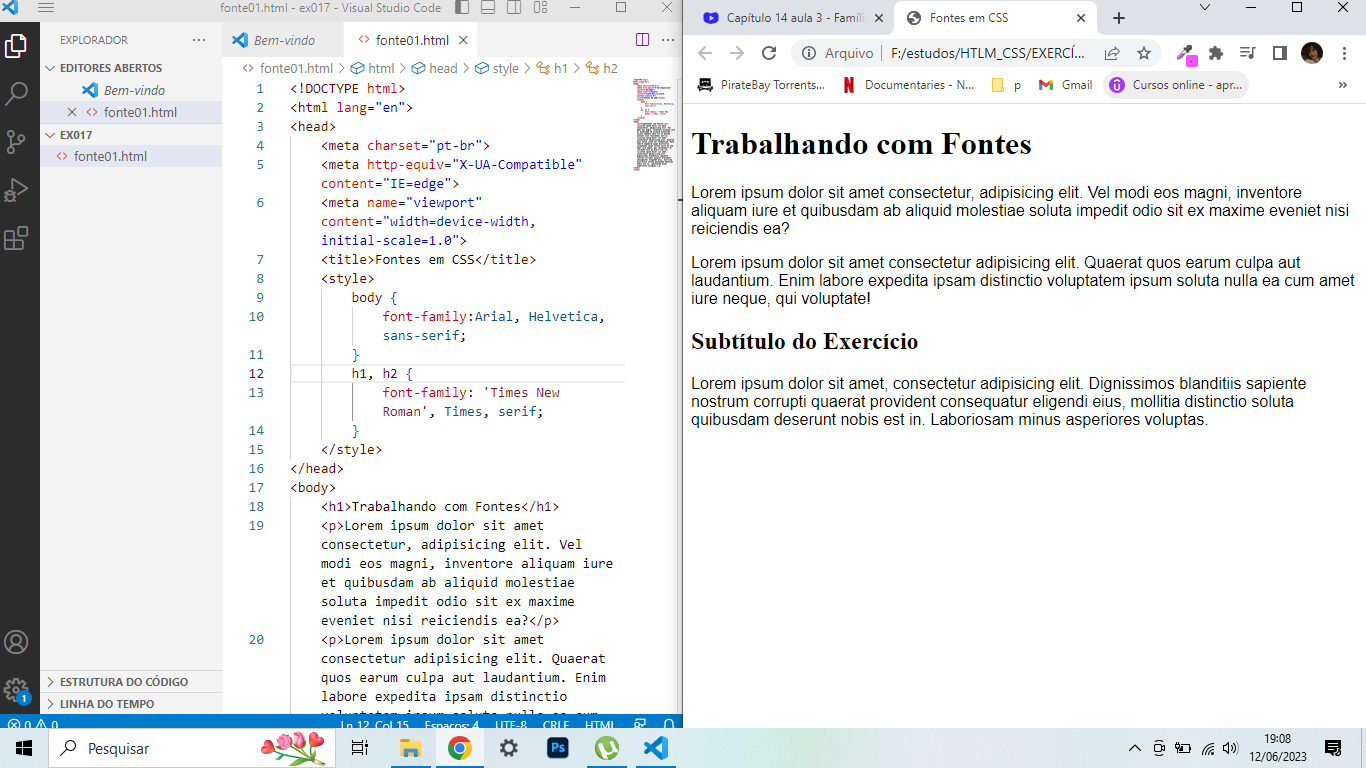 fonte01.html - ex017 - Visual Studio Code
EXPLORADOR
EDITORES ABERTOS
Bem-vindo
fonte01.html
EX017
fonte01.html
ESTRUTURA DO CÓDIGO
LINHA DO TEMPO
1
Bem-vindo
fonte01.html
fonte01.html > html > head > style > h1 > h2
1 <!DOCTYPE html>
2 <html lang="en">
3 <head>
4 <meta charset="pt-br">
5 <meta http-equiv="X-UA-Compatible"
content="IE=edge">
6 <meta name="viewport"
content="width=device-width,
initial-scale=1.0">
7 <title>Fontes em CSS</title>
8 <style>
9 body {
10 font-family:Arial, Helvetica,
sans-serif;
11 }
12 h1, h2 {
13 font-family: 'Times New
Roman', Times, serif;
14 }
15 </style>
16 </head>
17 <body>
18 <h1>Trabalhando com Fontes</h1>
19 <p>Lorem ipsum dolor sit amet
consectetur, adipisicing elit. Vel
modi eos magni, inventore aliquam iure
et quibusdam ab aliquid molestiae
soluta impedit odio sit ex maxime
eveniet nisi reiciendis ea?</p>
20 <p>Lorem ipsum dolor sit amet
consectetur adipisicing elit. Quaerat
quos earum culpa aut laudantium. Enim
labore expedita ipsam distinctio
voluptatem ipsum soluta nulla ea cum
0 0 Ln 12, Col 15 Espaços: 4 UTF-8 CRLF HTML
Capítulo 14 aula 3 - Famíl
Fontes em CSS
Arquivo F:/estudos/HTLM_CSS/EXERCÍ...
PirateBay Torrents... Documentaries - N... p Gmail Cursos online - apr... »
Trabalhando com Fontes
Lorem ipsum dolor sit amet consectetur, adipisicing elit. Vel modi eos magni, inventore
aliquam iure et quibusdam ab aliquid molestiae soluta impedit odio sit ex maxime eveniet nisi
reiciendis ea?
Lorem ipsum dolor sit amet consectetur adipisicing elit. Quaerat quos earum culpa aut
laudantium. Enim labore expedita ipsam distinctio voluptatem ipsum soluta nulla ea cum amet
iure neque, qui voluptate!
Subtítulo do Exercício
Lorem ipsum dolor sit amet, consectetur adipisicing elit. Dignissimos blanditiis sapiente
nostrum corrupti quaerat provident consequatur eligendi eius, mollitia distinctio soluta
quibusdam deserunt nobis est in. Laboriosam minus asperiores voluptas.
Pesquisar
Ps
19:08
12/06/2023